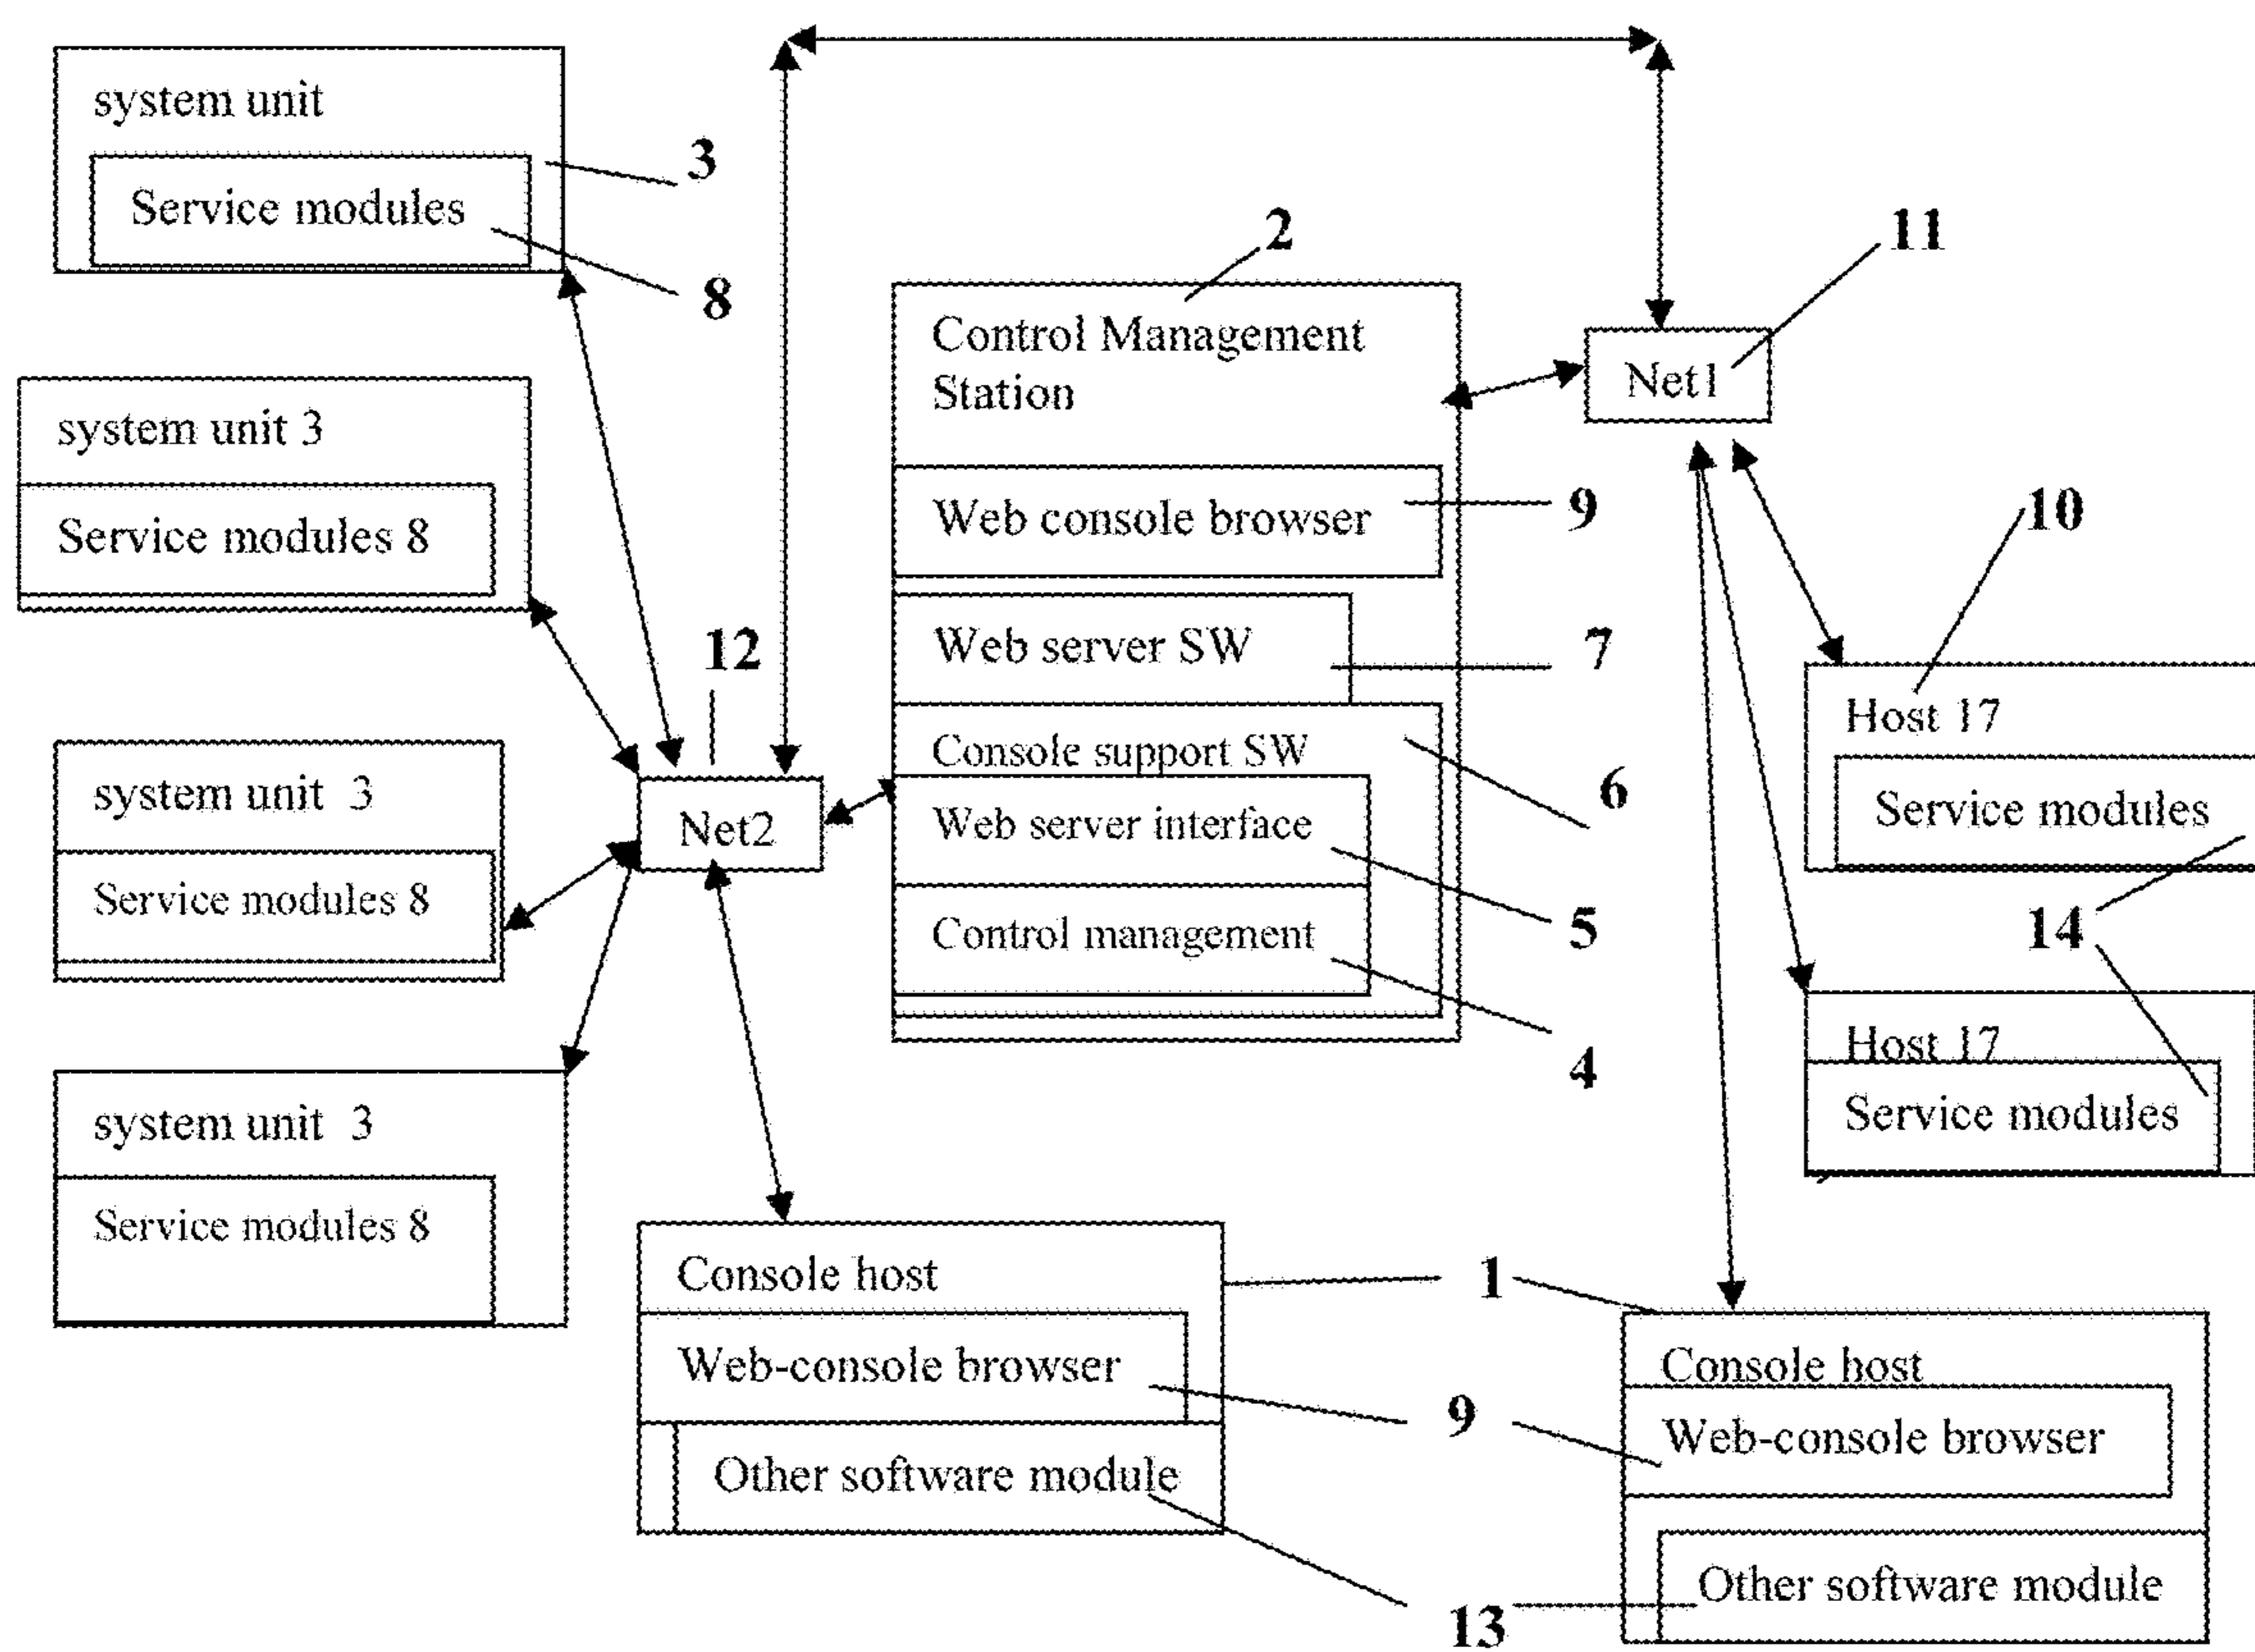 system unit
3
Service modules
8
system unit 3
Service modules 8
system unit 3
Service modules 8
system unit 3
Service modules 8
12
Net2
2
Control Management
Station
Web console browser
9
Web server SW
7
Console support SW
6
Web server interface
5
Control management
4
11
Net1
10
Host 17
Service modules
14
Host 17
Service modules
Console host
1
Web-console browser
9
Other software module
13
Console host
Web-console browser
Other software module